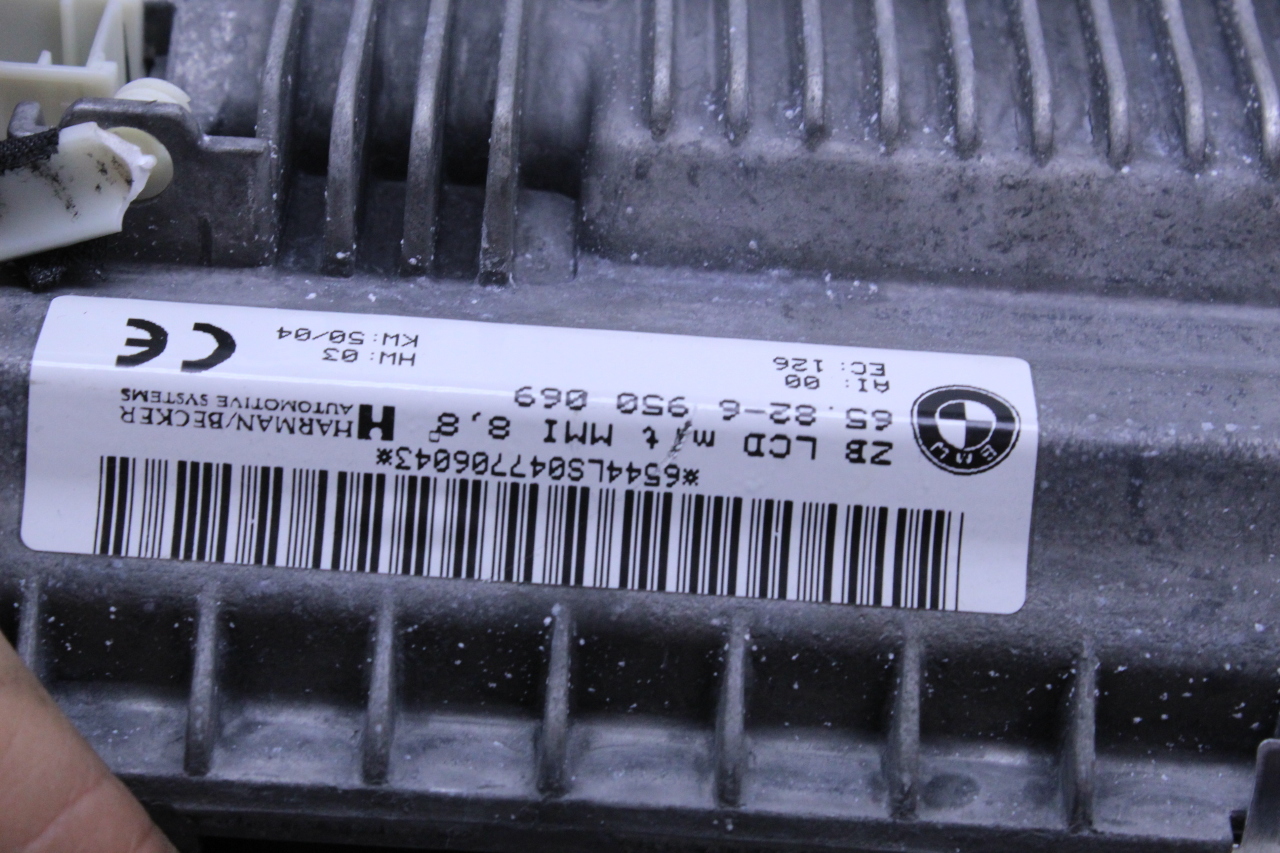 *6544LS0477060043*
ZB LCD m t MMI 8,8"
65.82-6 950 069
AI: 00
EC: 126
HARMAN/BECKER
AUTOMOTIVE SYSTEMS
HW: 03
KW: 50/04
CE
BMW